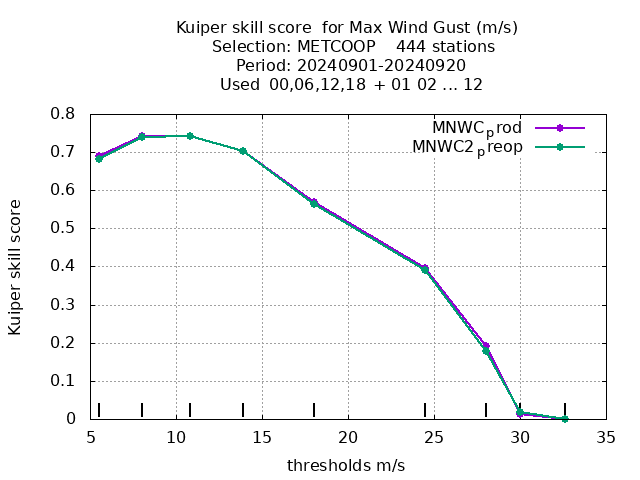 Kuiper skill score  for Max Wind Gust (m/s)
Selection: METCOOP    444 stations
Period: 20240901-20240920
Used  00,06,12,18  + 01 02 ... 12
MNWCprod
MNWC2preop
Kuiper skill score
0.8
0.7
0.6
0.5
0.4
0.3
0.2
0.1
0
5 10 15 20 25 30 35
thresholds m/s